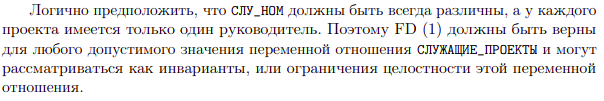 Логично предположить, что СЛУ_НОМ должны быть всегда различны, а у каждого
проекта имеется только один руководитель. Поэтому FD (1) должны быть верны
для любого допустимого значения переменной отношения СЛУЖАЩИЕ_ПРОЕКТЫ и могут
рассматриваться как инварианты, или ограничения целостности этой переменной
отношения.